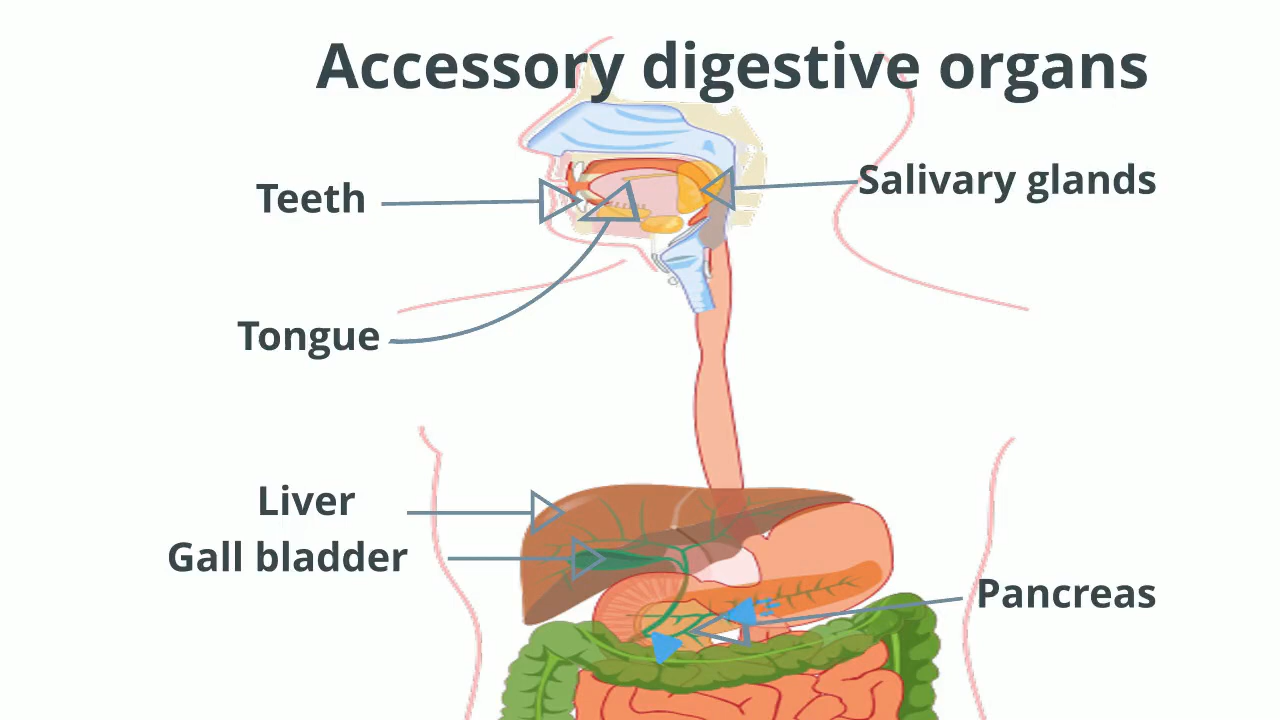 Accessory digestive organs
Teeth
Salivary glands
Tongue
Liver
Gall bladder
Pancreas